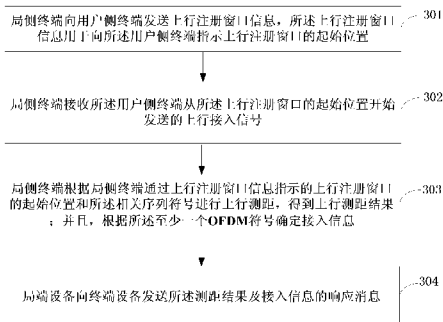 局侧终端向用户侧终端发送上行注册窗口信息，所述上行注册窗口
信息用于向所述用户侧终端指示上行注册窗口的起始位置
301
局侧终端接收所述用户侧终端从所述上行注册窗口的起始位置开始
发送的上行接入信号
302
局侧终端根据局侧终端通过上行注册窗口信息指示的上行注册窗口
的起始位置和所述相关序列符号进行上行测距，得到上行测距结果
；并且，根据所述至少一个OFDM符号确定接入信息
303
局端设备向终端设备发送所述测距结果及接入信息的响应消息
304